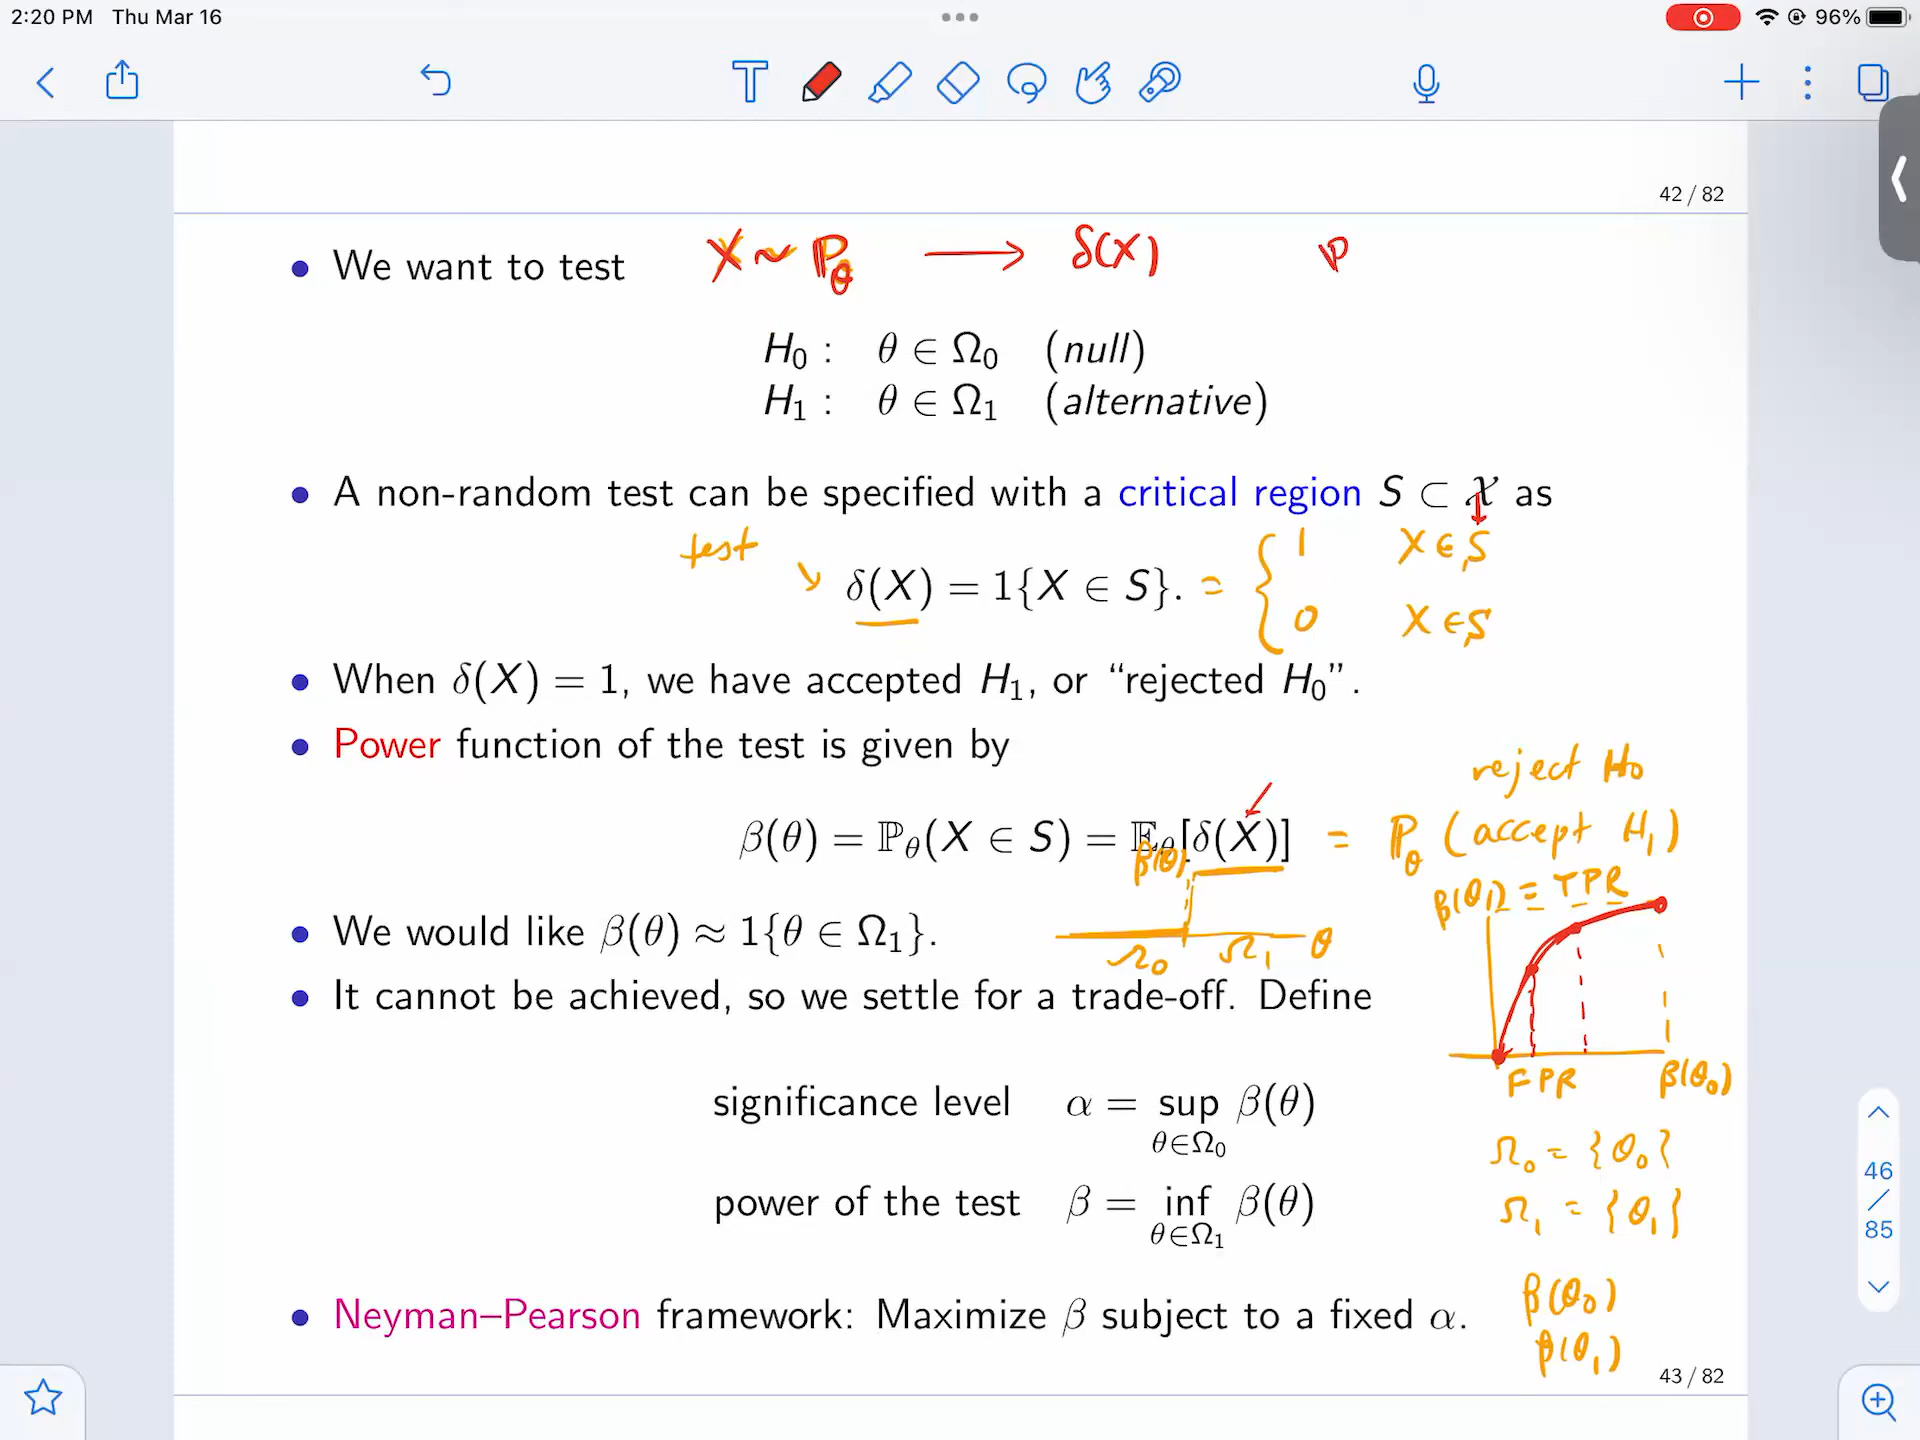 2:20 PM Thu Mar 16
96%
42 / 82
• We want to test X ~ ℙ_θ ⟶ δ(X) ℙ
H₀ : θ ∈ Ω₀ (null)
H₁ : θ ∈ Ω₁ (alternative)
• A non-random test can be specified with a critical region S ⊂ 𝒳 as
test
δ(X) = 1{X ∈ S}. = { 1 X ∈ S
0 X ∈ S
• When δ(X) = 1, we have accepted H₁, or “rejected H₀”.
• Power function of the test is given by
reject H₀
β(θ) = ℙ_θ(X ∈ S) = 𝔼_θ[δ(X)] = ℙ_θ (accept H₁)
β(θ)
β(θ₁) = TPR
• We would like β(θ) ≈ 1{θ ∈ Ω₁}.
Ω₀ Ω₁ θ
• It cannot be achieved, so we settle for a trade-off. Define
FPR β(θ₀)
significance level α = sup β(θ)
θ∈Ω₀
Ω₀ = {θ₀}
power of the test β = inf β(θ)
θ∈Ω₁
Ω₁ = {θ₁}
• Neyman–Pearson framework: Maximize β subject to a fixed α.
β(θ₀)
β(θ₁)
43 / 82
46
/
85